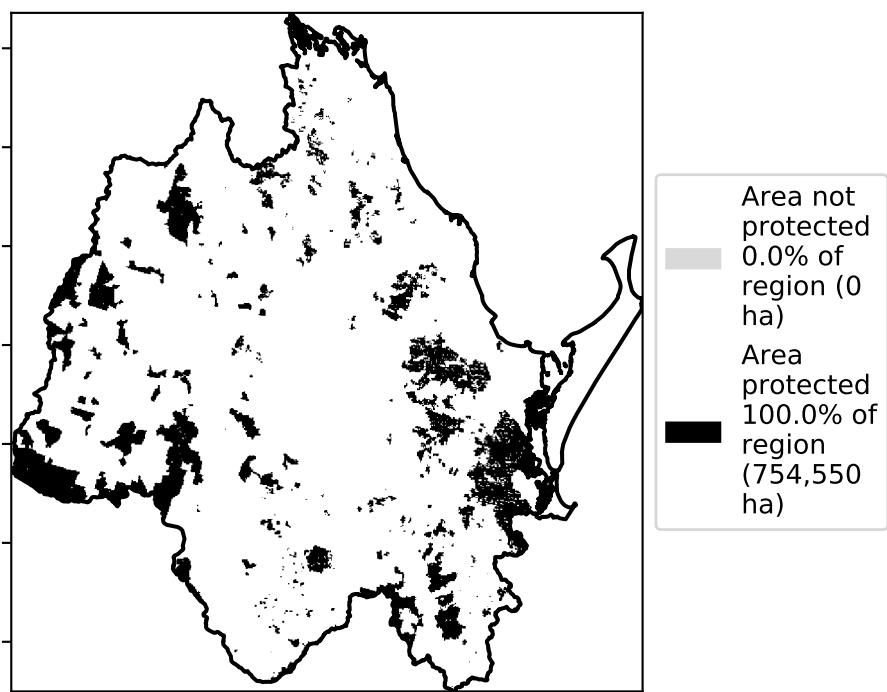 Area not
protected
0.0% of
region (0
ha)
Area
protected
100.0% of
region
(754,550
ha)